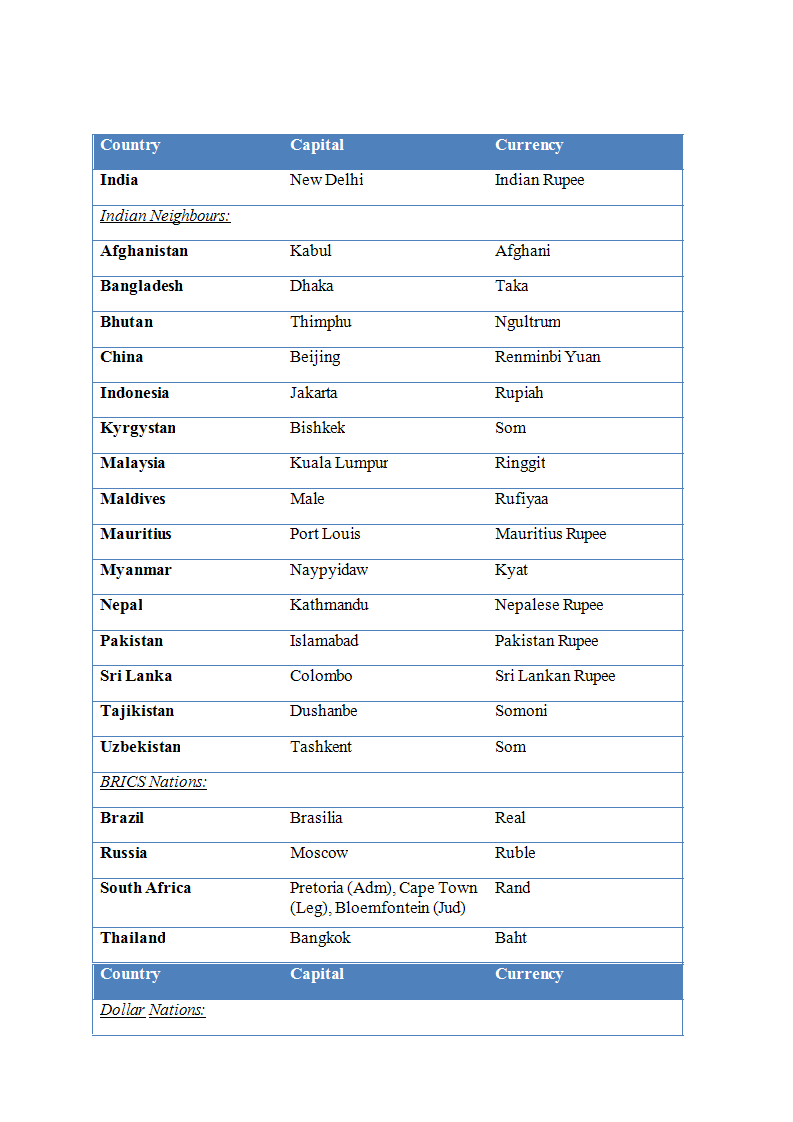 Country Capital Currency
India New Delhi Indian Rupee
Indian Neighbours:
Afghanistan Kabul Afghani
Bangladesh Dhaka Taka
Bhutan Thimphu Ngultrum
China Beijing Renminbi Yuan
Indonesia Jakarta Rupiah
Kyrgystan Bishkek Som
Malaysia Kuala Lumpur Ringgit
Maldives Male Rufiyaa
Mauritius Port Louis Mauritius Rupee
Myanmar Naypyidaw Kyat
Nepal Kathmandu Nepalese Rupee
Pakistan Islamabad Pakistan Rupee
Sri Lanka Colombo Sri Lankan Rupee
Tajikistan Dushanbe Somoni
Uzbekistan Tashkent Som
BRICS Nations:
Brazil Brasilia Real
Russia Moscow Ruble
South Africa Pretoria (Adm), Cape Town Rand
(Leg), Bloemfontein (Jud)
Thailand Bangkok Baht
Country Capital Currency
Dollar Nations: